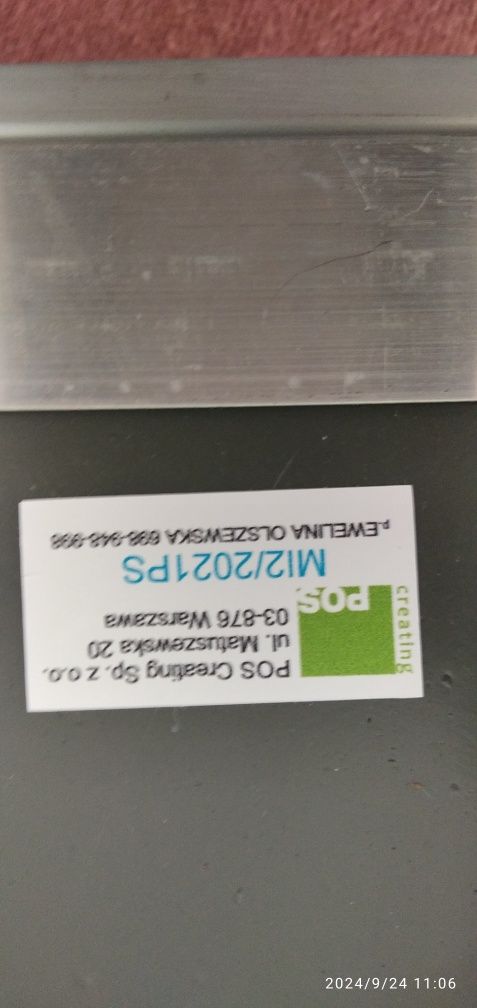 POS Creating Sp. z o.o.
ul. Matuszewska 20
03-876 Warszawa
creating
POS
MI2/2021PS
p.EWELINA OLSZEWSKA 698-948-998
2024/9/24 11:06